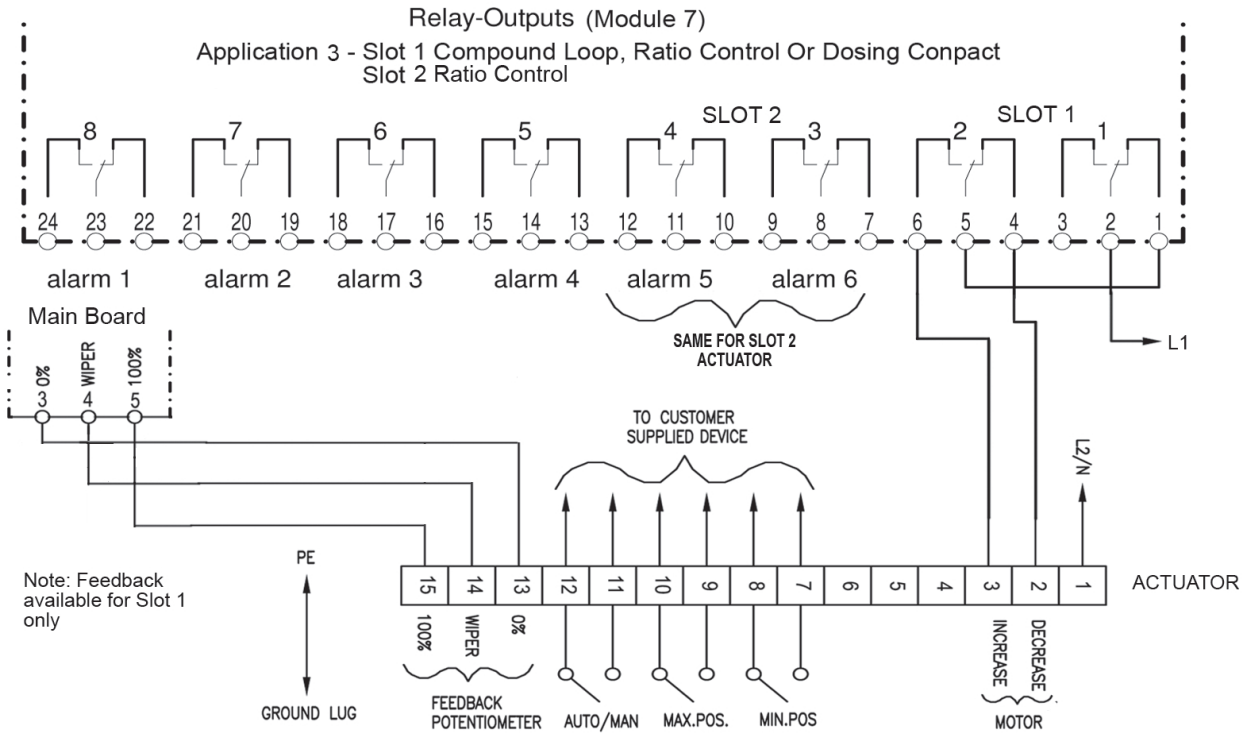 Relay-Outputs (Module 7)
Application 3 - Slot 1 Compound Loop, Ratio Control Or Dosing Conpact
Slot 2 Ratio Control
SLOT 2
SLOT 1
8 7 6 5 4 3 2 1
24 23 22 21 20 19 18 17 16 15 14 13 12 11 10 9 8 7 6 5 4 3 2 1
alarm 1 alarm 2 alarm 3 alarm 4 alarm 5 alarm 6
SAME FOR SLOT 2
ACTUATOR
L1
Main Board
0% WIPER 100%
3 4 5
TO CUSTOMER
SUPPLIED DEVICE
L2/N
PE
Note: Feedback
available for Slot 1
only
GROUND LUG
15 14 13 12 11 10 9 8 7 6 5 4 3 2 1
ACTUATOR
100% WIPER 0%
INCREASE DECREASE
FEEDBACK
POTENTIOMETER
AUTO/MAN MAX.POS. MIN.POS
MOTOR